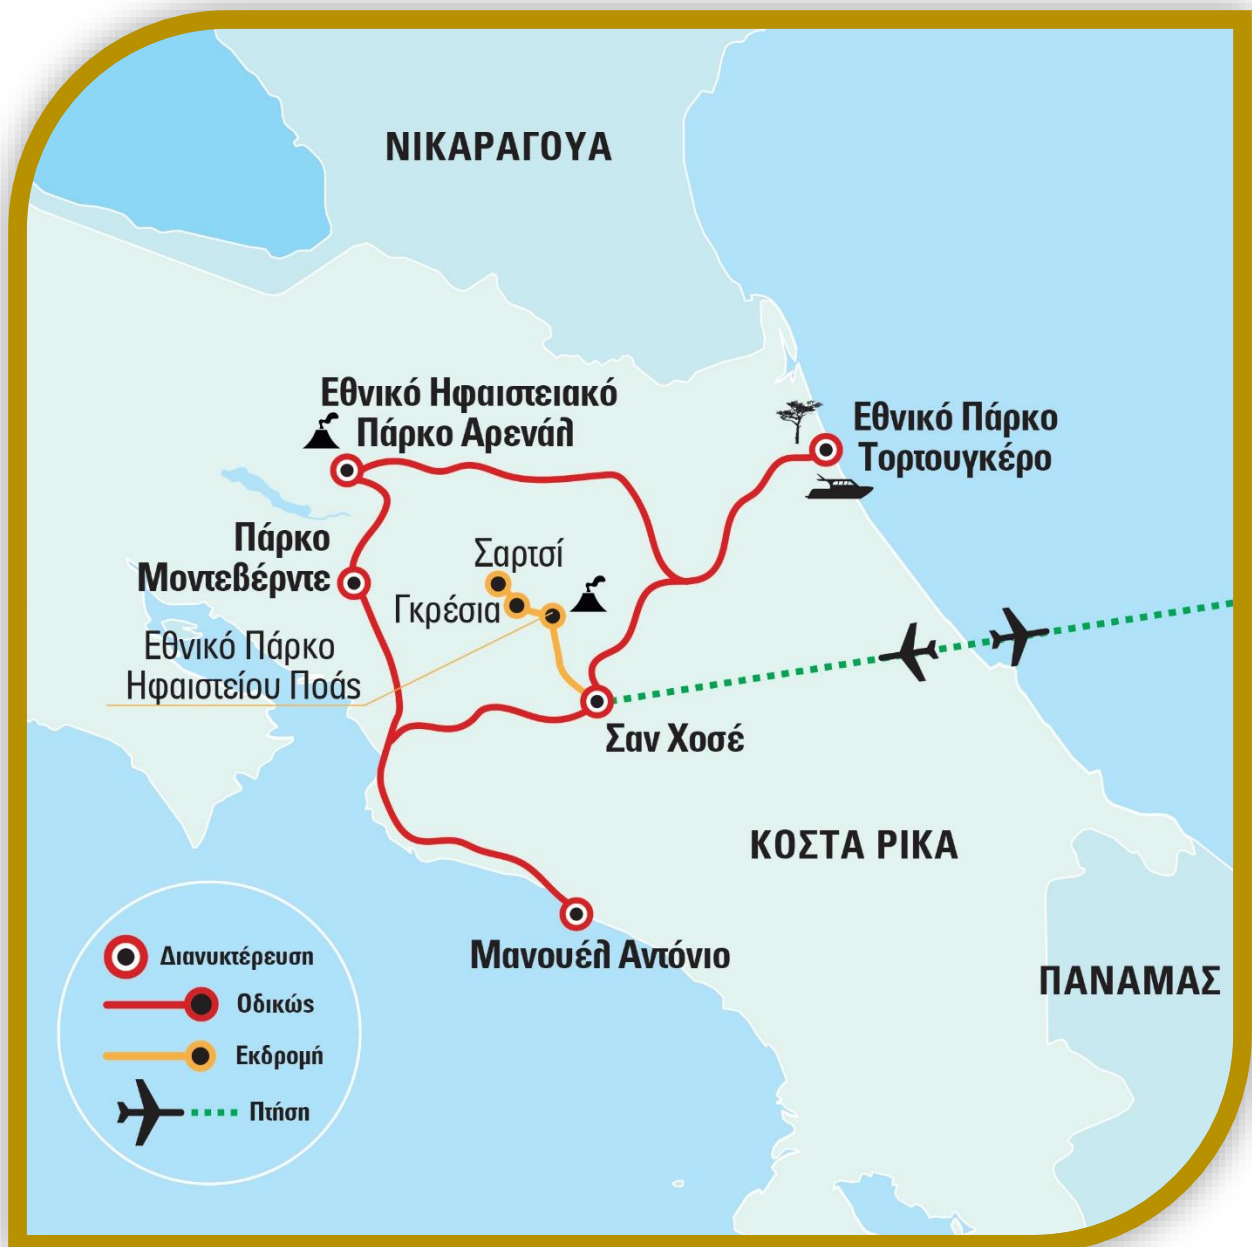 ΝΙΚΑΡΑΓΟΥΑ
Εθνικό Ηφαιστειακό
Πάρκο Αρενάλ
Εθνικό Πάρκο
Τορτουγκέρο
Πάρκο
Μοντεβέρντε
Σαρτσί
Γκρέσια
Εθνικό Πάρκο
Ηφαιστείου Ποάς
Σαν Χοσέ
ΚΟΣΤΑ ΡΙΚΑ
Μανουέλ Αντόνιο
ΠΑΝΑΜΑΣ
Διανυκτέρευση
Οδικώς
Εκδρομή
Πτήση